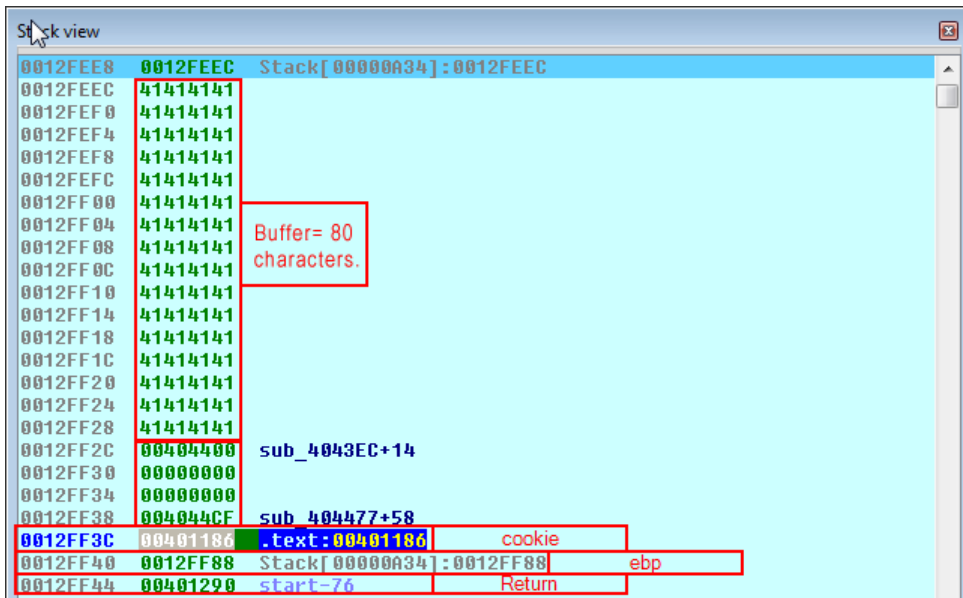 Stack view
0012FEE8 0012FEEC Stack[00000A34]:0012FEEC
0012FEEC 41414141
0012FEF0 41414141
0012FEF4 41414141
0012FEF8 41414141
0012FEFC 41414141
0012FF00 41414141
0012FF04 41414141
Buffer= 80
0012FF08 41414141
characters.
0012FF0C 41414141
0012FF10 41414141
0012FF14 41414141
0012FF18 41414141
0012FF1C 41414141
0012FF20 41414141
0012FF24 41414141
0012FF28 41414141
0012FF2C 00404400 sub_4043EC+14
0012FF30 00000000
0012FF34 00000000
0012FF38 004044CF sub_404477+58
0012FF3C 00401186 .text:00401186 cookie
0012FF40 0012FF88 Stack[00000A34]:0012FF88 ebp
0012FF44 00401290 start-76 Return